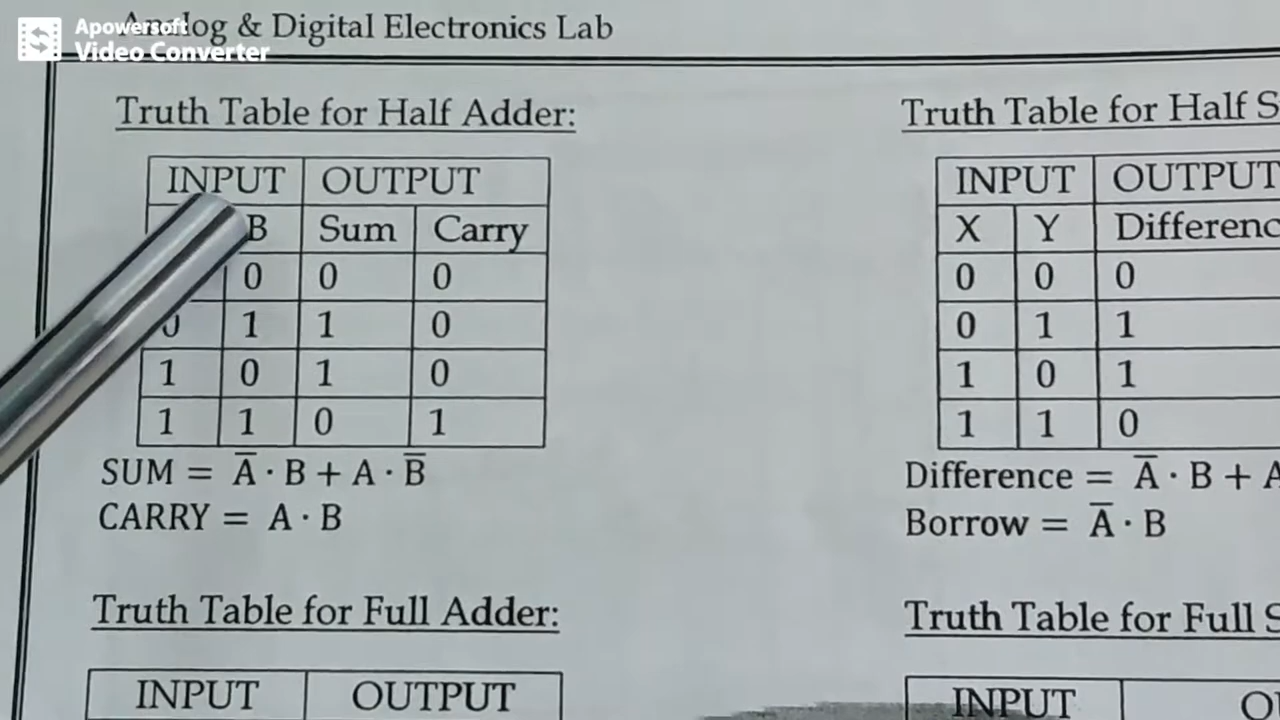 Apowersoft
Video Converter
& Digital Electronics Lab
Truth Table for Half Adder:
INPUT OUTPUT
B Sum Carry
0 0 0
0 1 1 0
1 0 1 0
1 1 0 1
SUM = A̅ · B + A · B̅
CARRY = A · B
Truth Table for Full Adder:
INPUT OUTPUT
Truth Table for Half S
INPUT OUTPUT
X Y Differenc
0 0 0
0 1 1
1 0 1
1 1 0
Difference = A̅ · B + A
Borrow = A̅ · B
Truth Table for Full S
INPUT